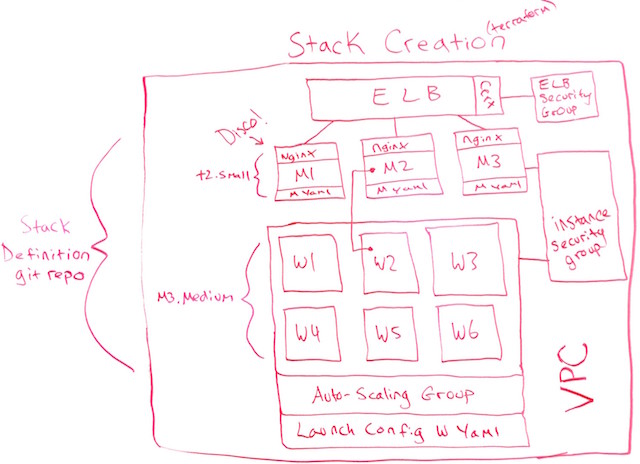 Stack Creation (terraform)
ELB
Cert
ELB
Security
Group
Disco!
t2.small
nginx
M1
M Yaml
nginx
M2
M Yaml
nginx
M3
M Yaml
instance
security
group
Stack
Definition
git repo
M3.Medium
W1
W2
W3
W4
W5
W6
Auto-Scaling Group
Launch Config W Yaml
VPC